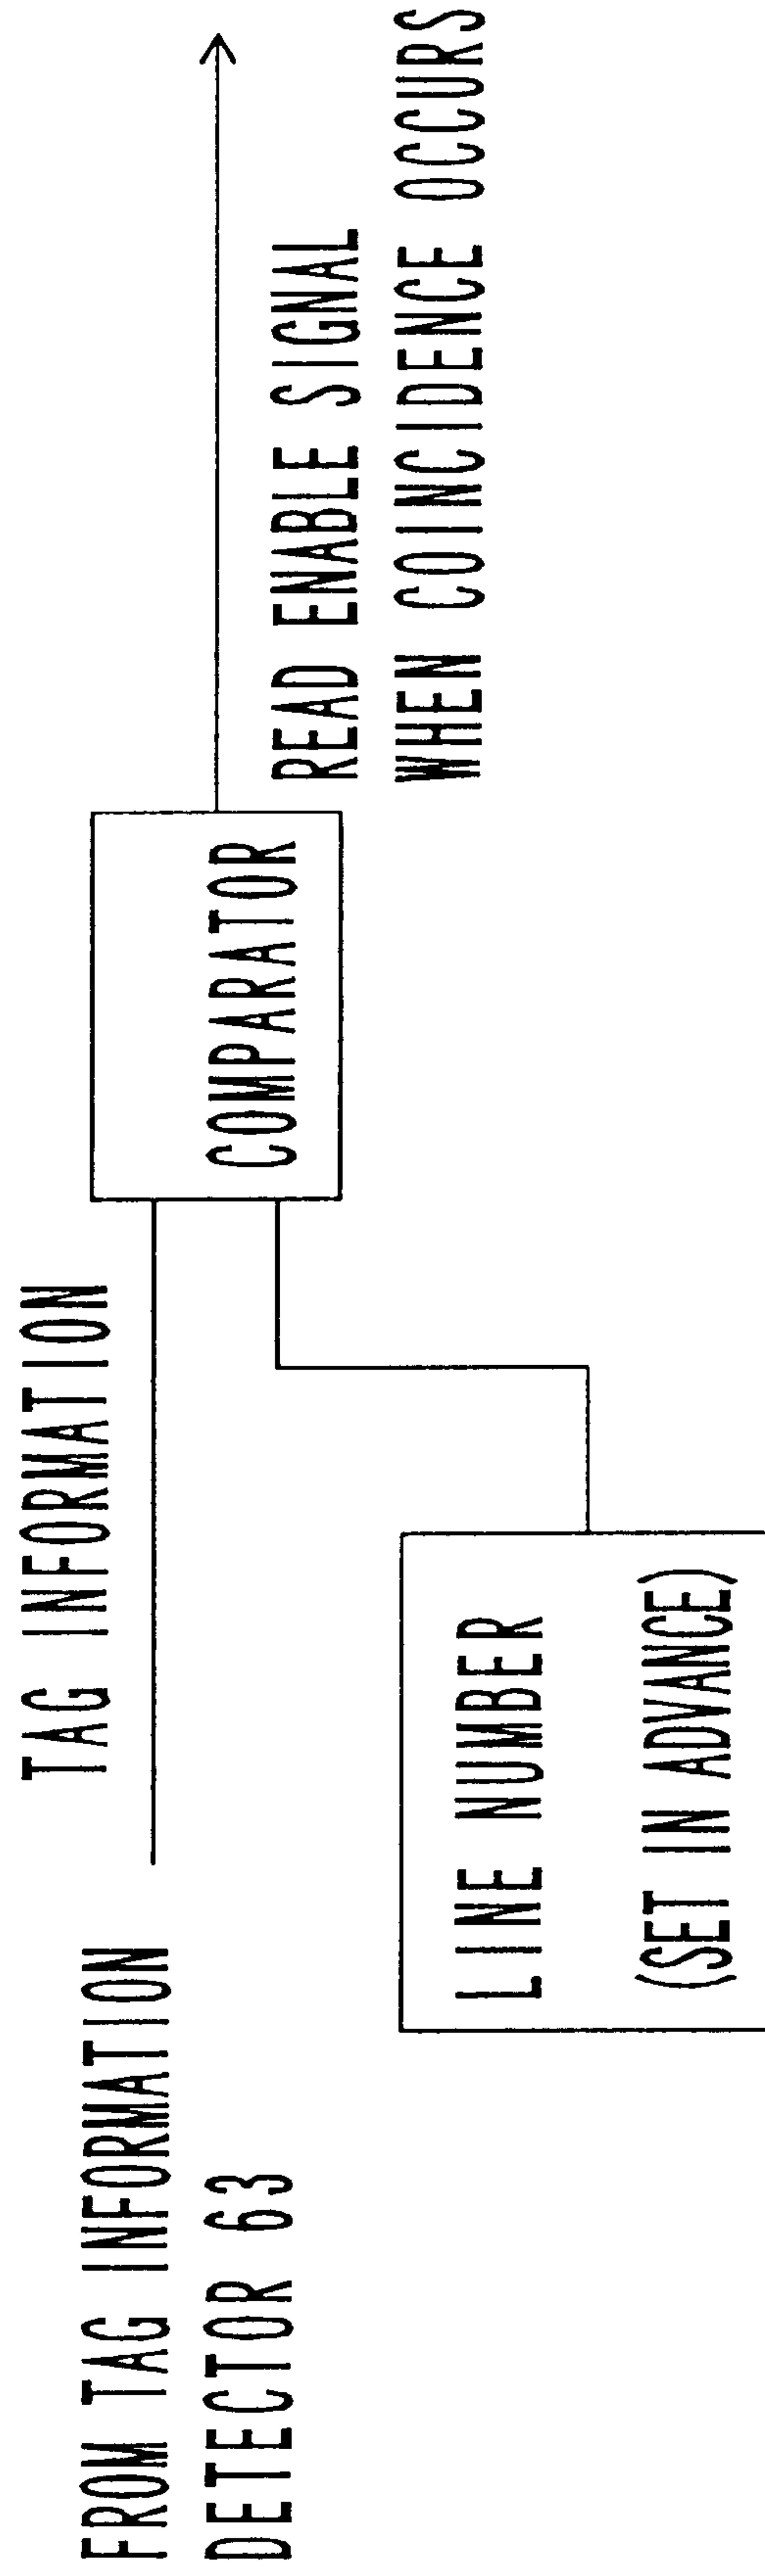 FROM TAG INFORMATION
DETECTOR 63
TAG INFORMATION
LINE NUMBER
(SET IN ADVANCE)
COMPARATOR
READ ENABLE SIGNAL
WHEN COINCIDENCE OCCURS